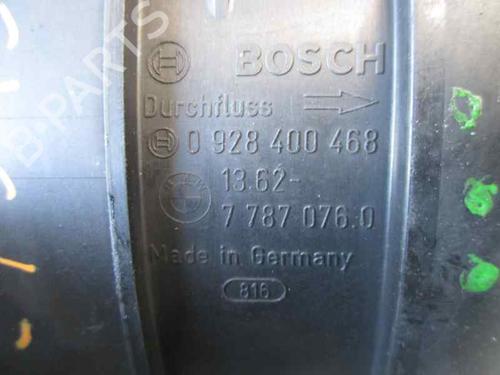 BOSCH
Durchfluss
0 928 400 468
13.62-
7 787 076.0
Made in Germany
816
B-PARTS